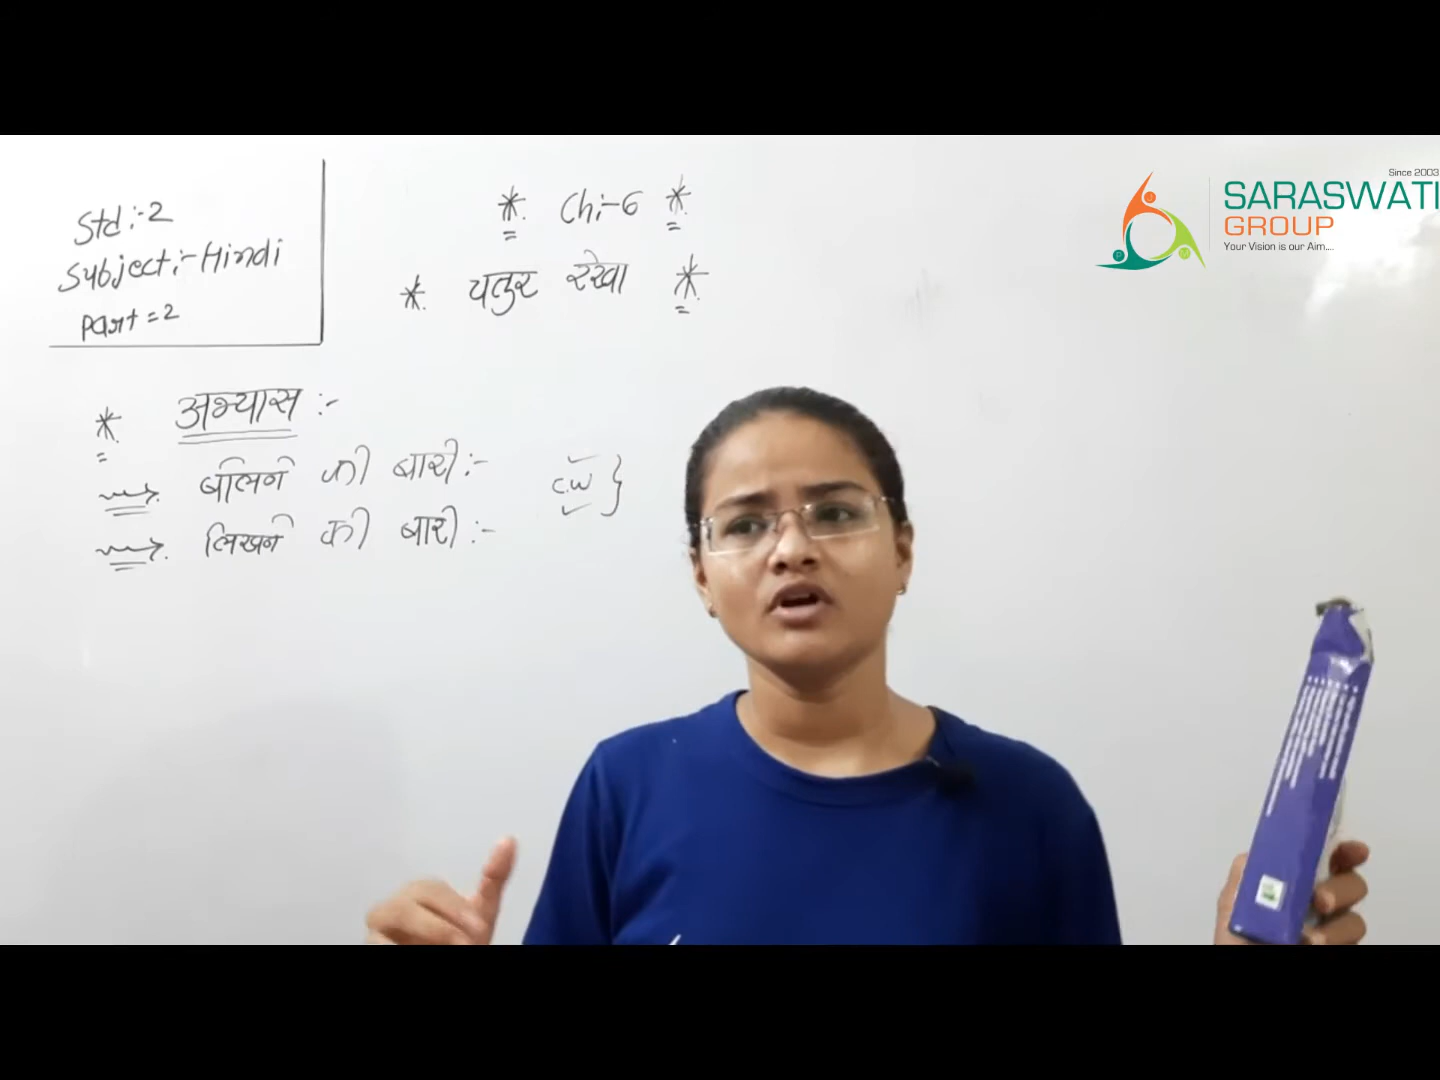 Std :- 2
Subject :- Hindi
Part = 2
* Ch :- 6 *
* चतुर रेखा *
* अभ्यास :-
बोलने की बारी :- C.W }
लिखने की बारी :-
Since 2003
SARASWATI
GROUP
Your Vision is our Aim....
P U M